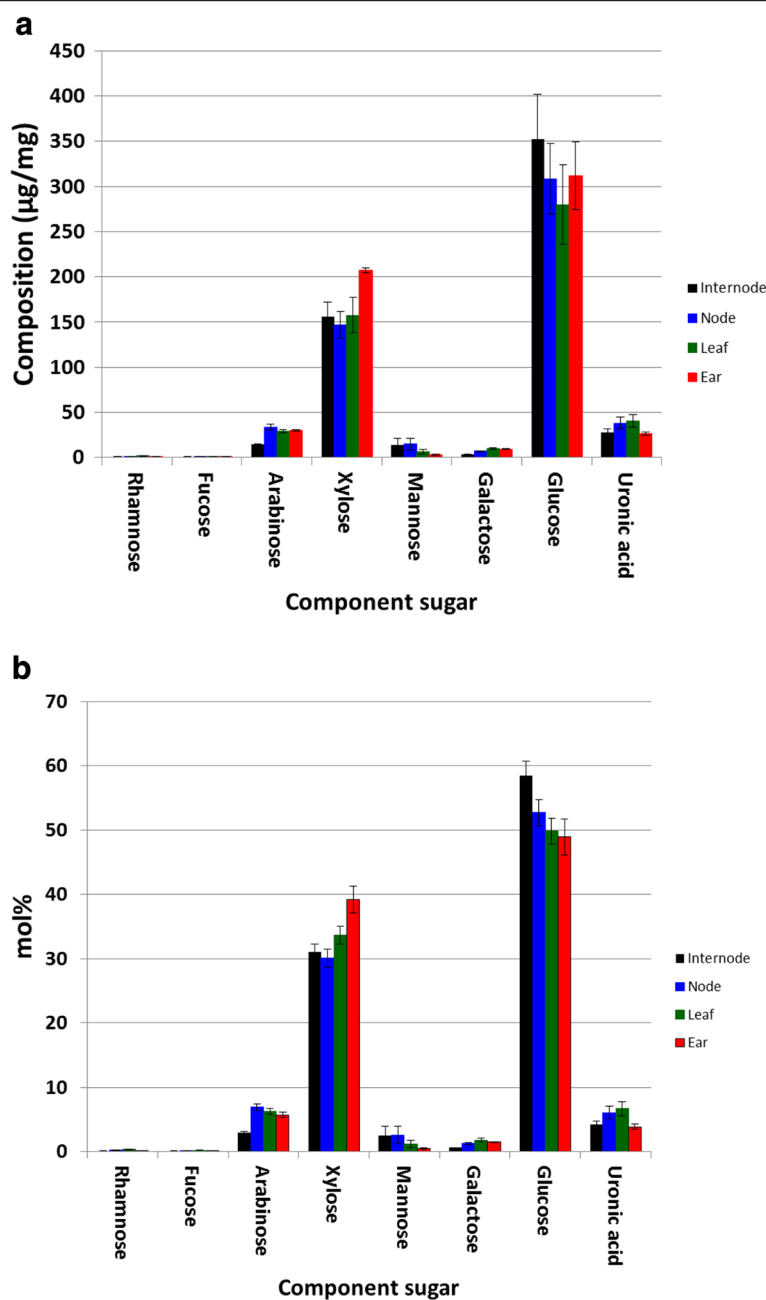 a
450
400
350
300
250
200
150
100
50
0
Composition (µg/mg)
Rhamnose
Fucose
Arabinose
Xylose
Mannose
Galactose
Glucose
Uronic acid
Component sugar
Internode
Node
Leaf
Ear
b
70
60
50
40
30
20
10
0
mol%
Rhamnose
Fucose
Arabinose
Xylose
Mannose
Galactose
Glucose
Uronic acid
Component sugar
Internode
Node
Leaf
Ear